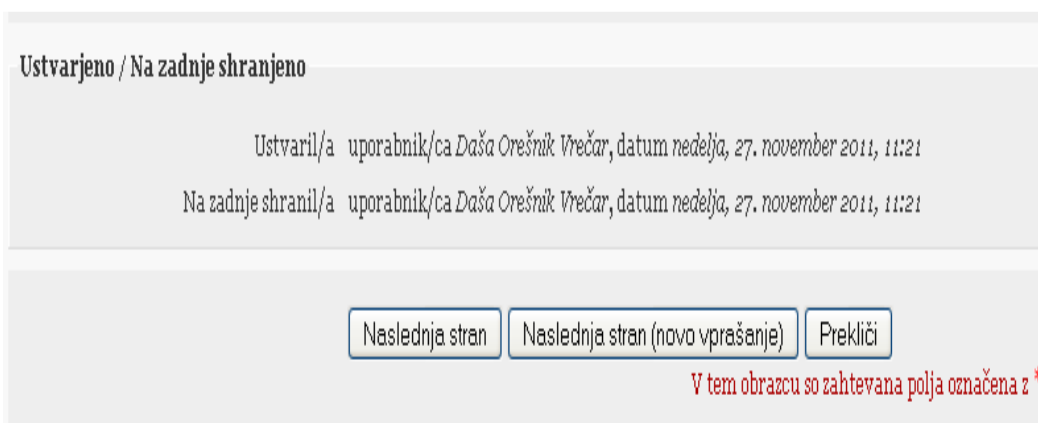 Ustvarjeno / Na zadnje shranjeno
Ustvaril/a uporabnik/ca Daša Orešnik Vrečar, datum nedelja, 27. november 2011, 11:21
Na zadnje shranil/a uporabnik/ca Daša Orešnik Vrečar, datum nedelja, 27. november 2011, 11:21
Naslednja stran Naslednja stran (novo vprašanje) Prekliči
V tem obrazcu so zahtevana polja označena z *